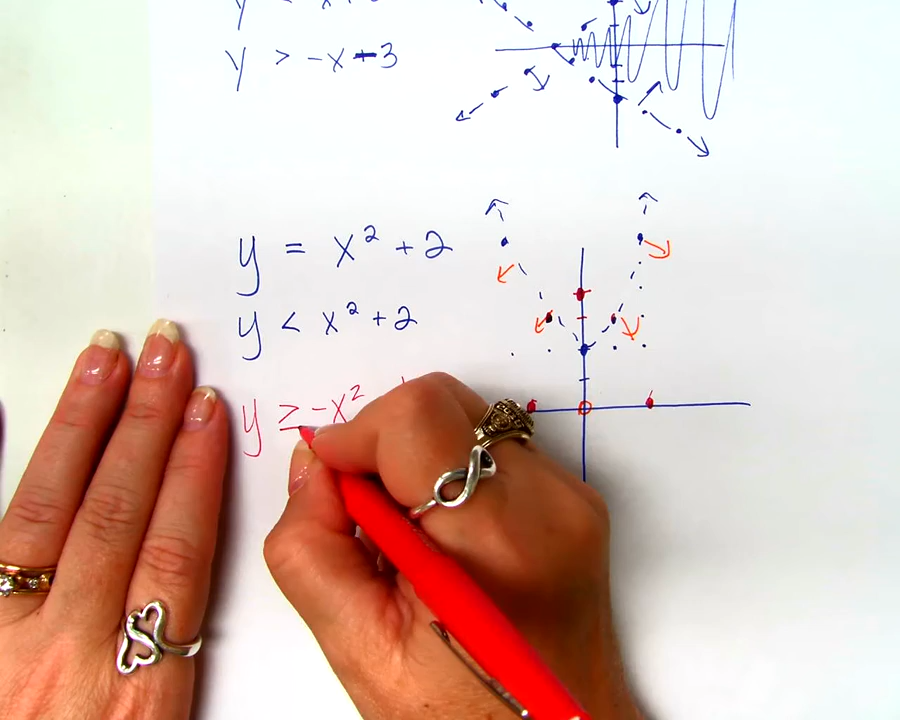 y > -x-3
y = x² + 2
y < x² + 2
y ≥ -x²